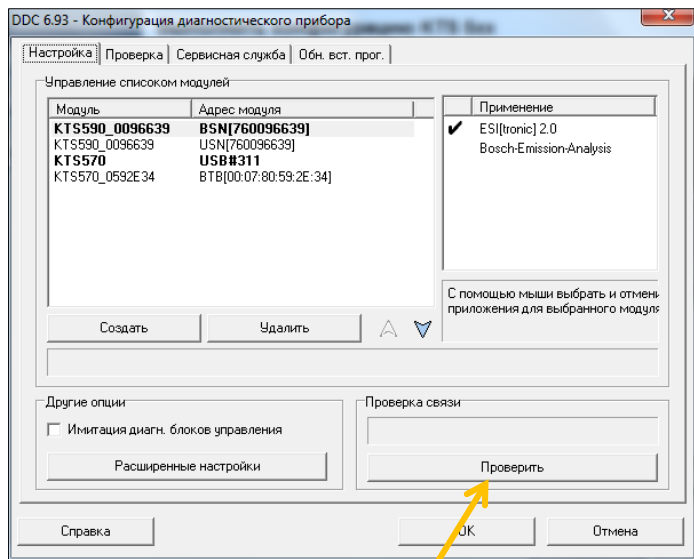 DDC 6.93 - Конфигурация диагностического прибора
Настройка Проверка Сервисная служба Обн. вст. прог.
Управление списоком модулей
Модуль Адрес модуля
KTS590_0096639 BSN[760096639]
KTS590_0096639 USN[760096639]
KTS570 USB#311
KTS570_0592E34 BTB[00:07:80:59:2E:34]
Применение
ESI[tronic] 2.0
Bosch-Emission-Analysis
С помощью мыши выбрать и отмени
приложения для выбранного модуля
Создать Удалить
Другие опции
Имитация диагн. блоков управления
Расширенные настройки
Проверка связи
Проверить
Справка OK Отмена